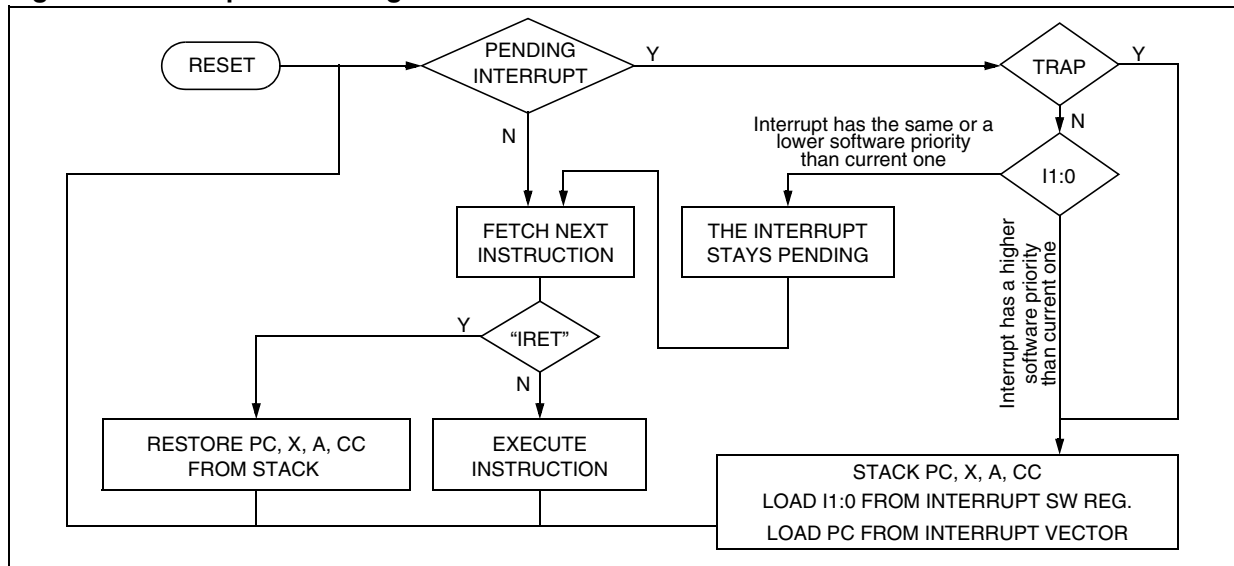 RESET
PENDING
INTERRUPT
Y
TRAP
Y
N
N
Interrupt has the same or a
lower software priority
than current one
I1:0
FETCH NEXT
INSTRUCTION
THE INTERRUPT
STAYS PENDING
Interrupt has a higher
software priority
than current one
Y
“IRET”
N
RESTORE PC, X, A, CC
FROM STACK
EXECUTE
INSTRUCTION
STACK PC, X, A, CC
LOAD I1:0 FROM INTERRUPT SW REG.
LOAD PC FROM INTERRUPT VECTOR